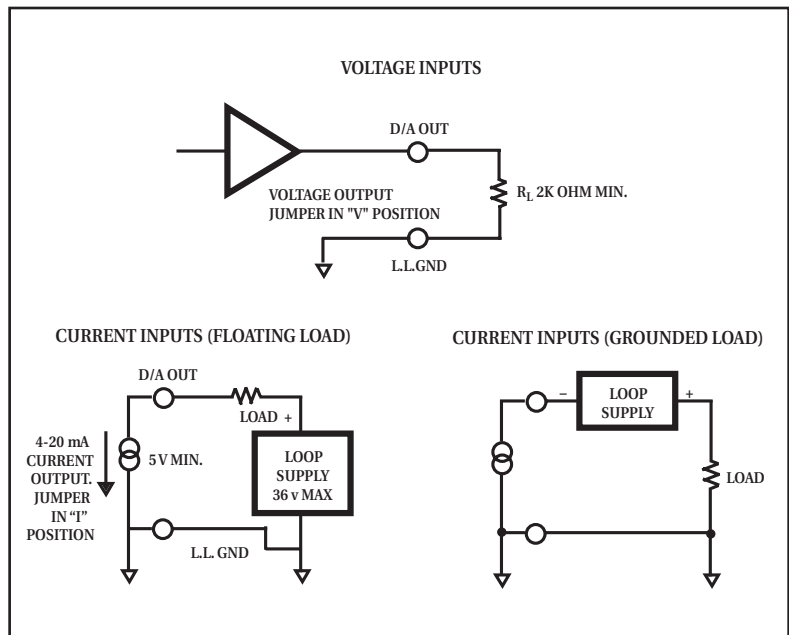 VOLTAGE INPUTS
D/A OUT
VOLTAGE OUTPUT
JUMPER IN "V" POSITION
R_L 2K OHM MIN.
L.L.GND
CURRENT INPUTS (FLOATING LOAD)
D/A OUT
LOAD +
4-20 mA
CURRENT
OUTPUT.
JUMPER
IN “I”
POSITION
5 V MIN.
LOOP
SUPPLY
36 v MAX
L.L. GND
CURRENT INPUTS (GROUNDED LOAD)
– LOOP +
SUPPLY
LOAD